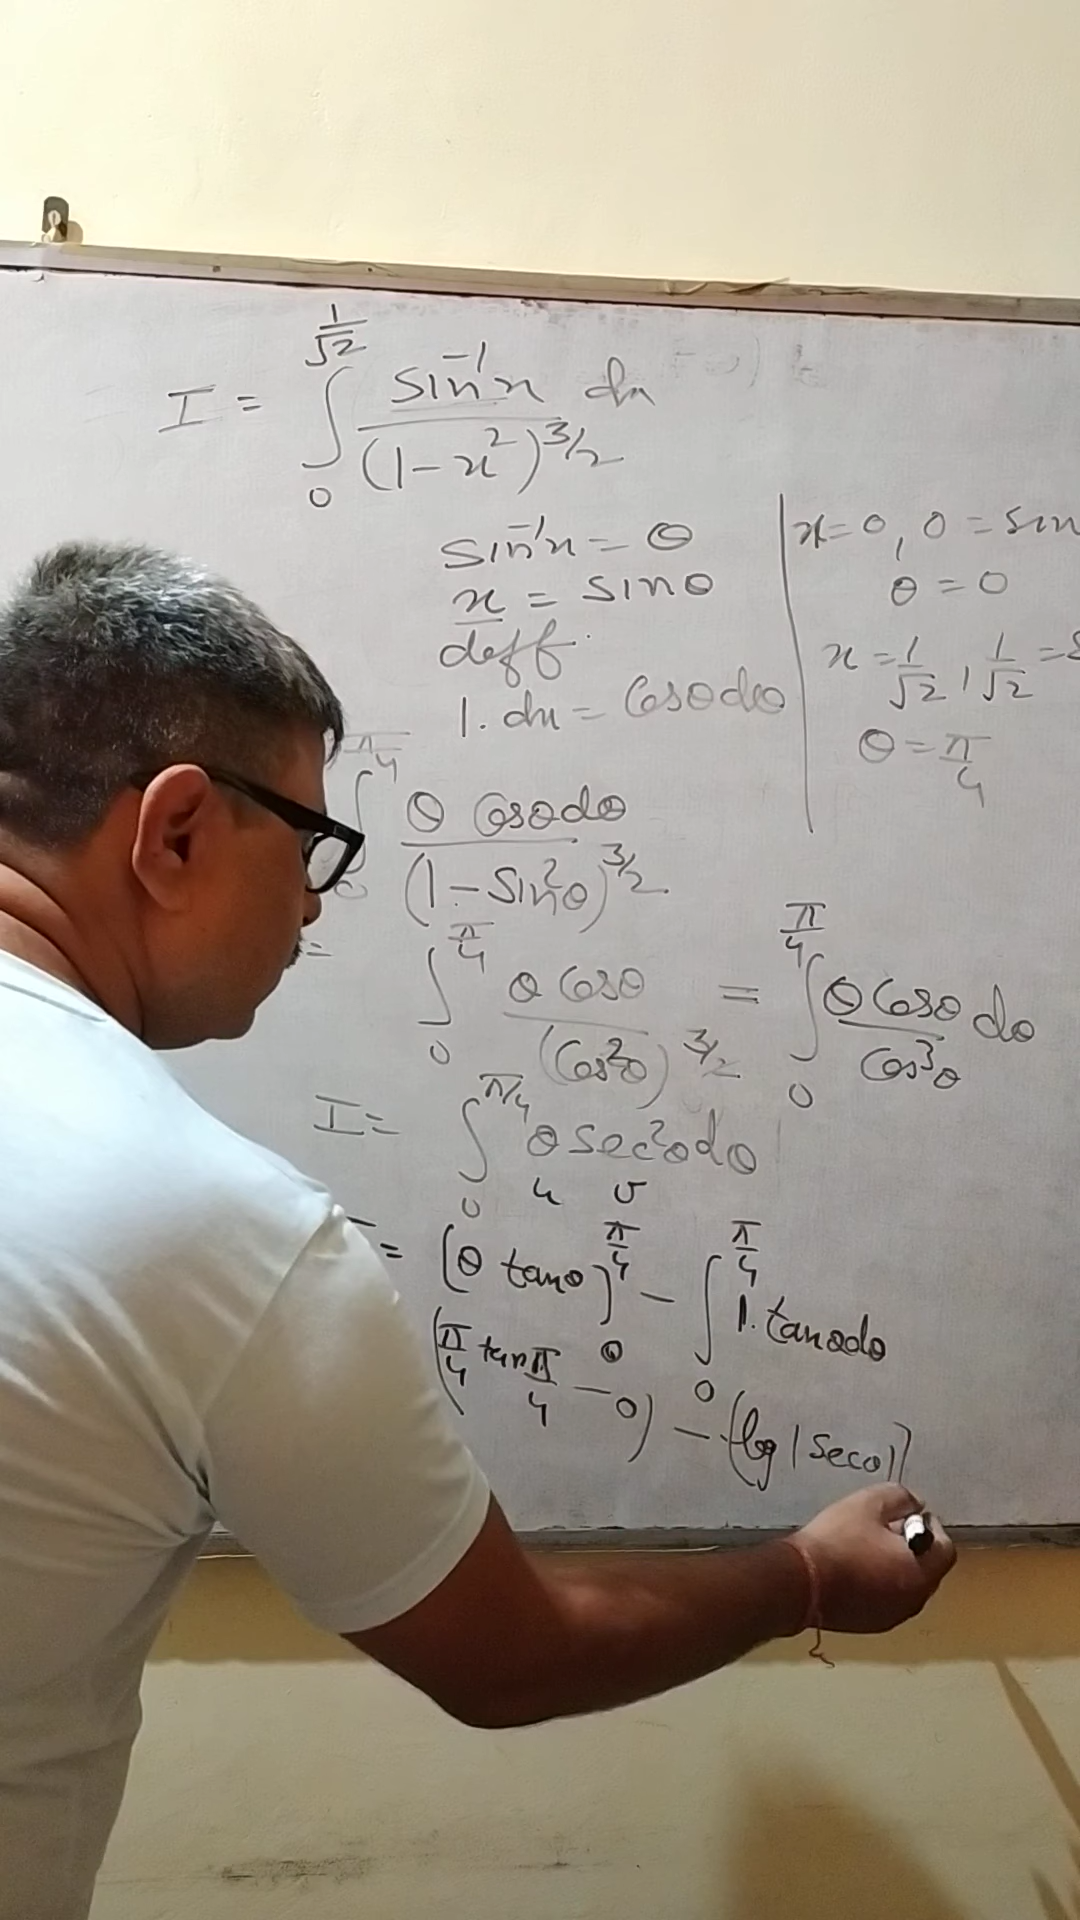 I = ∫₀^{1/√2} sin⁻¹x dx / (1-x²)^{3/2}
sin⁻¹x = θ
x = sinθ
deff.
1. dx = cosθdθ
x=0, 0 = sin
θ = 0
x = 1/√2, 1/√2 =
θ = π/4
∫₀^{π/4} θ cosθdθ / (1-sin²θ)^{3/2}
= ∫₀^{π/4} θ cosθ / (cos²θ)^{3/2} = ∫₀^{π/4} θ cosθ / cos³θ dθ
I = ∫₀^{π/4} θ sec²θdθ
u v
= [θ tanθ]₀^{π/4} - ∫₀^{π/4} 1. tanθdθ
(π/4 tan π/4 - 0) - [log |secθ|]